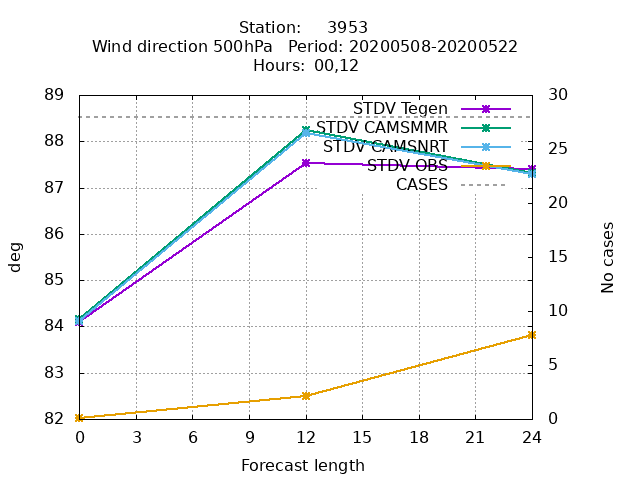 Station: 3953
Wind direction 500hPa Period: 20200508-20200522
Hours: 00,12
89
88
87
86
85
84
83
82
30
25
20
15
10
5
0
deg
No cases
STDV Tegen
STDV CAMSMMR
STDV CAMSNRT
STDV OBS
CASES
0 3 6 9 12 15 18 21 24
Forecast length